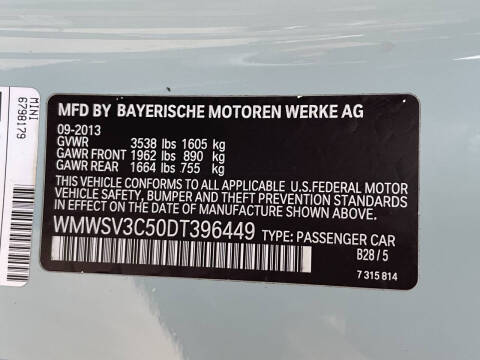 MINI
6798179
MFD BY BAYERISCHE MOTOREN WERKE AG
09-2013
GVWR 3538 lbs 1605 kg
GAWR FRONT 1962 lbs 890 kg
GAWR REAR 1664 lbs 755 kg
THIS VEHICLE CONFORMS TO ALL APPLICABLE U.S.FEDERAL MOTOR
VEHICLE SAFETY, BUMPER AND THEFT PREVENTION STANDARDS
IN EFFECT ON THE DATE OF MANUFACTURE SHOWN ABOVE.
WMWSV3C50DT396449 TYPE: PASSENGER CAR
B28 / 5
7 315 814